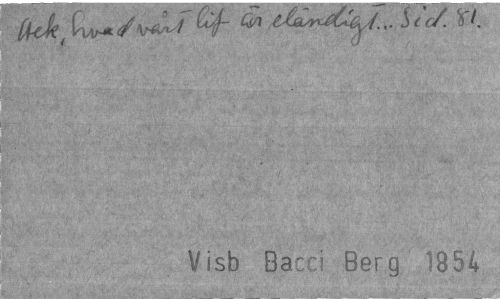 Ack, hvad vårt lif är eländigt... Sid. 81.
Visb Bacci Berg 1854